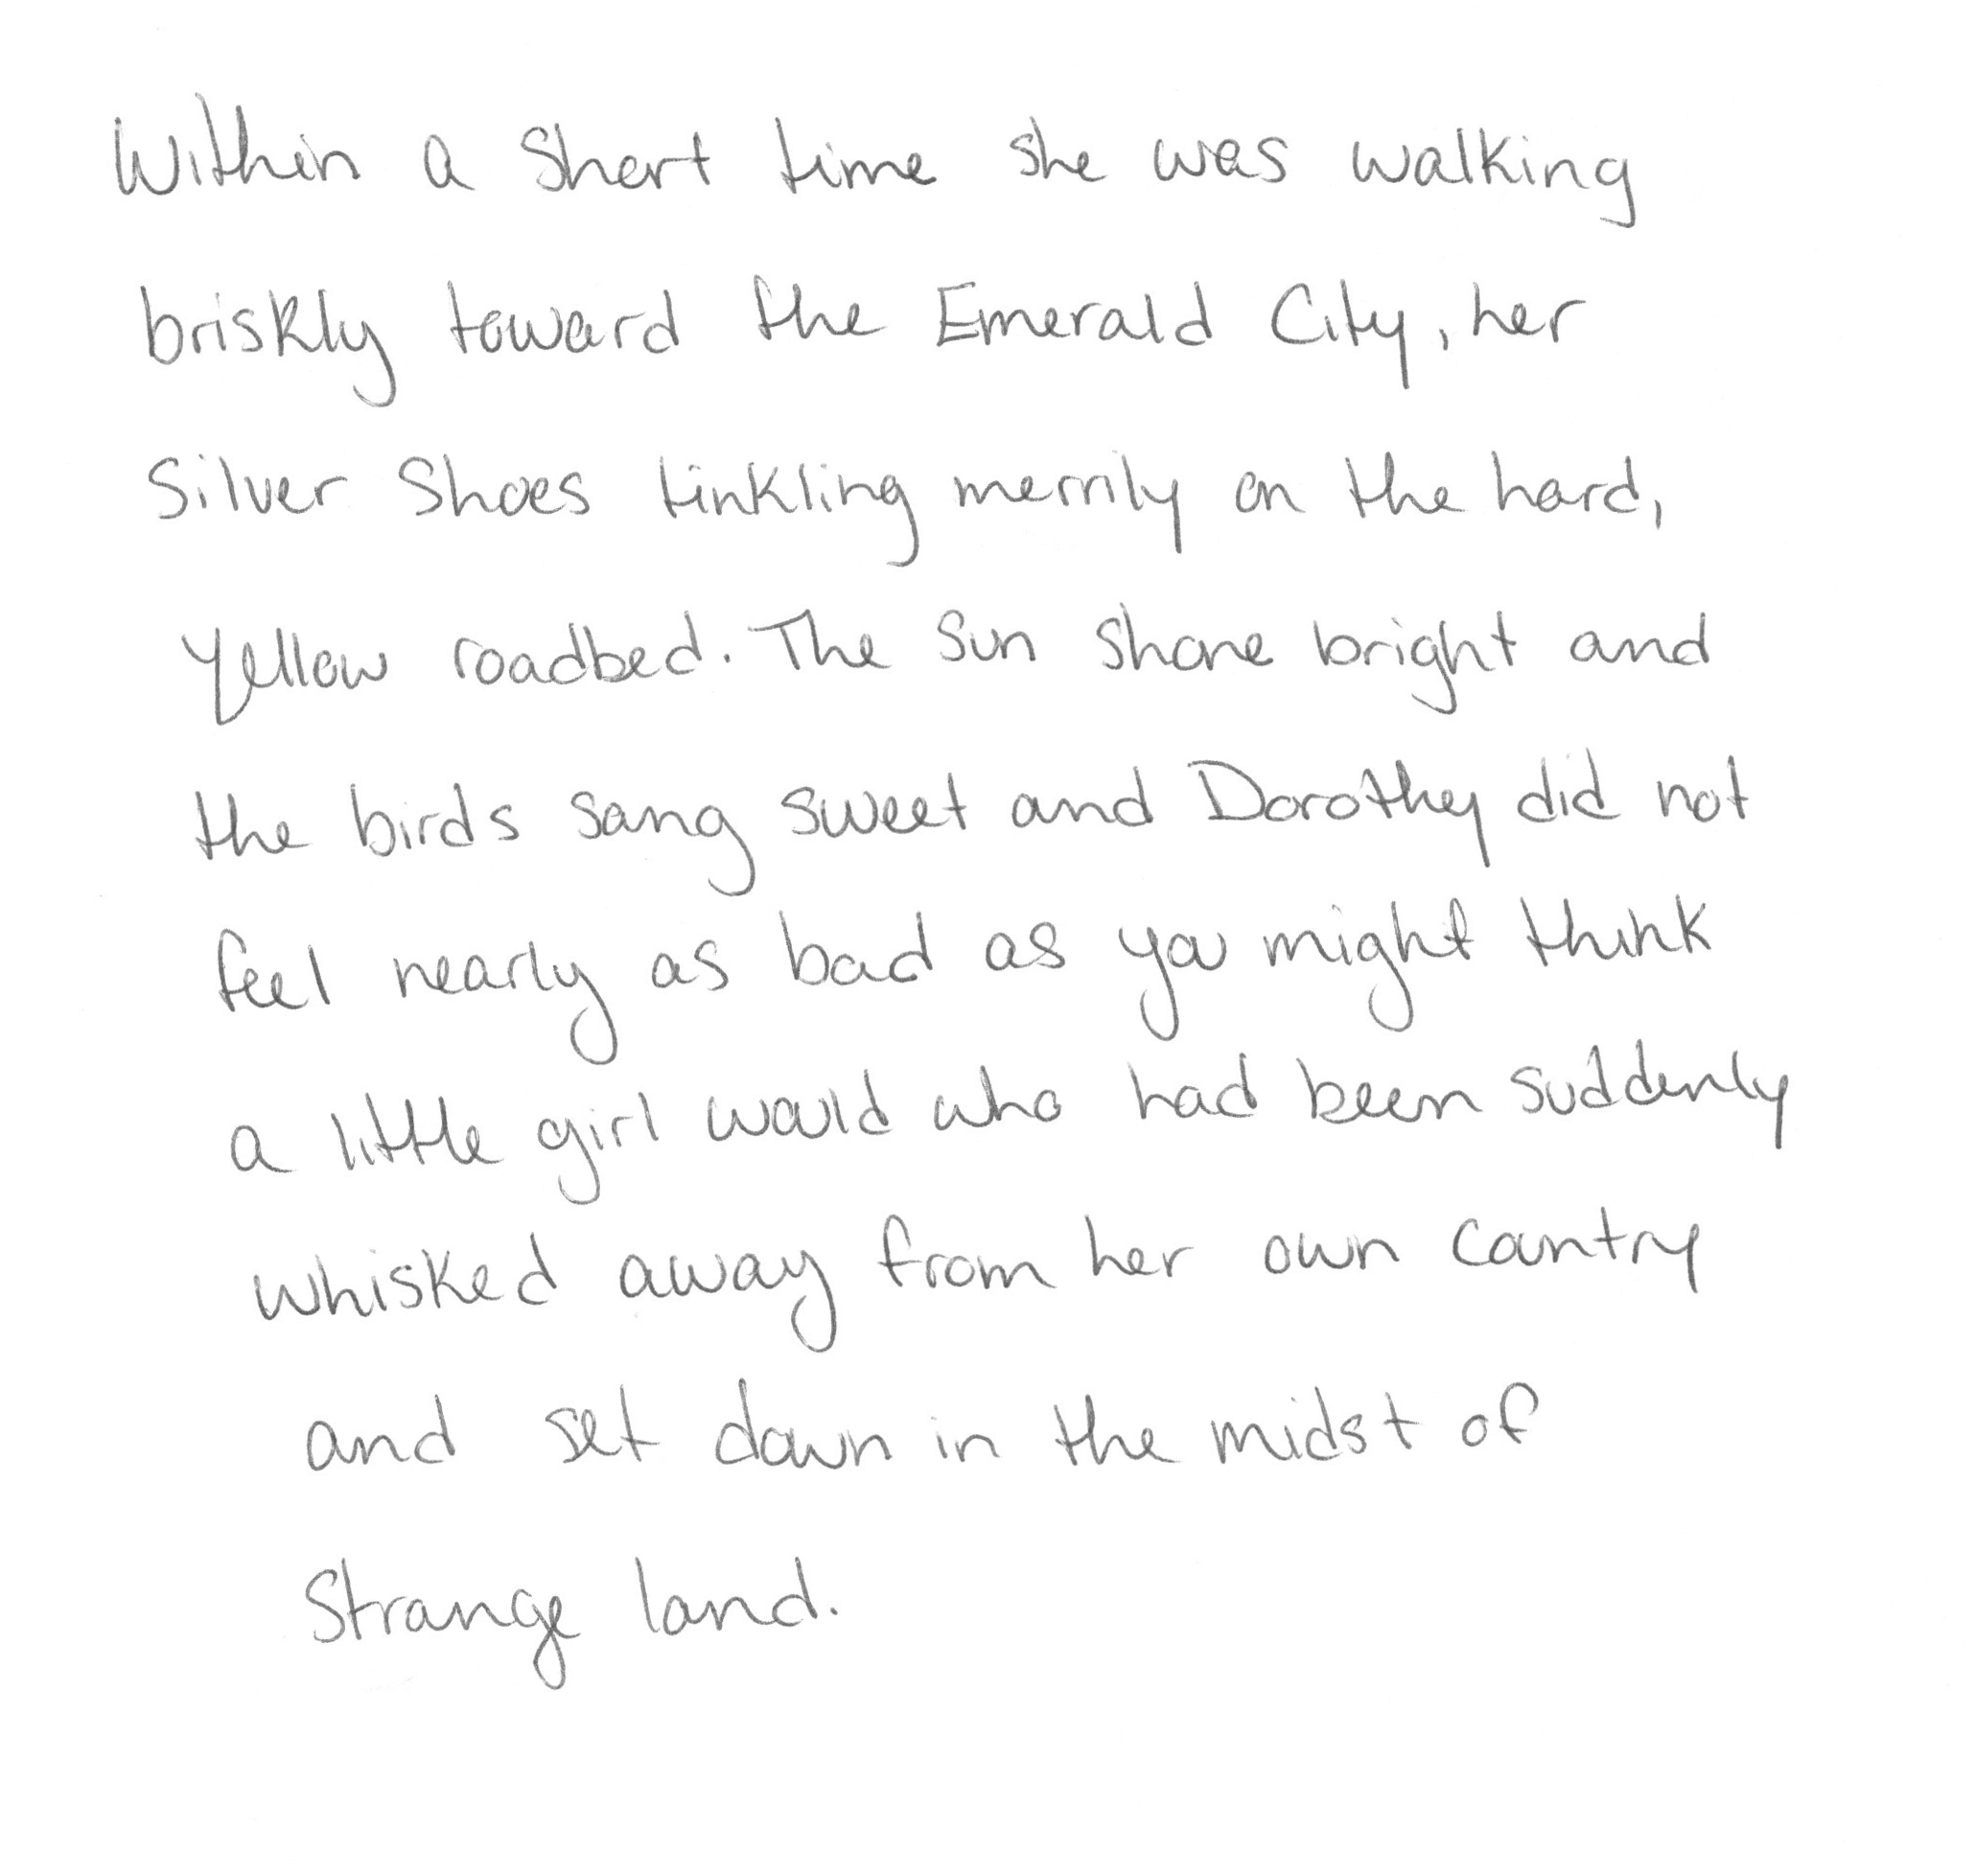 Within a short time she was walking
briskly toward the Emerald City, her
Silver Shoes tinkling merrily on the hard,
yellow roadbed. The sun shone bright and
the birds sang sweet and Dorothy did not
feel nearly as bad as you might think
a little girl would who had been suddenly
whisked away from her own country
and set down in the midst of
strange land.